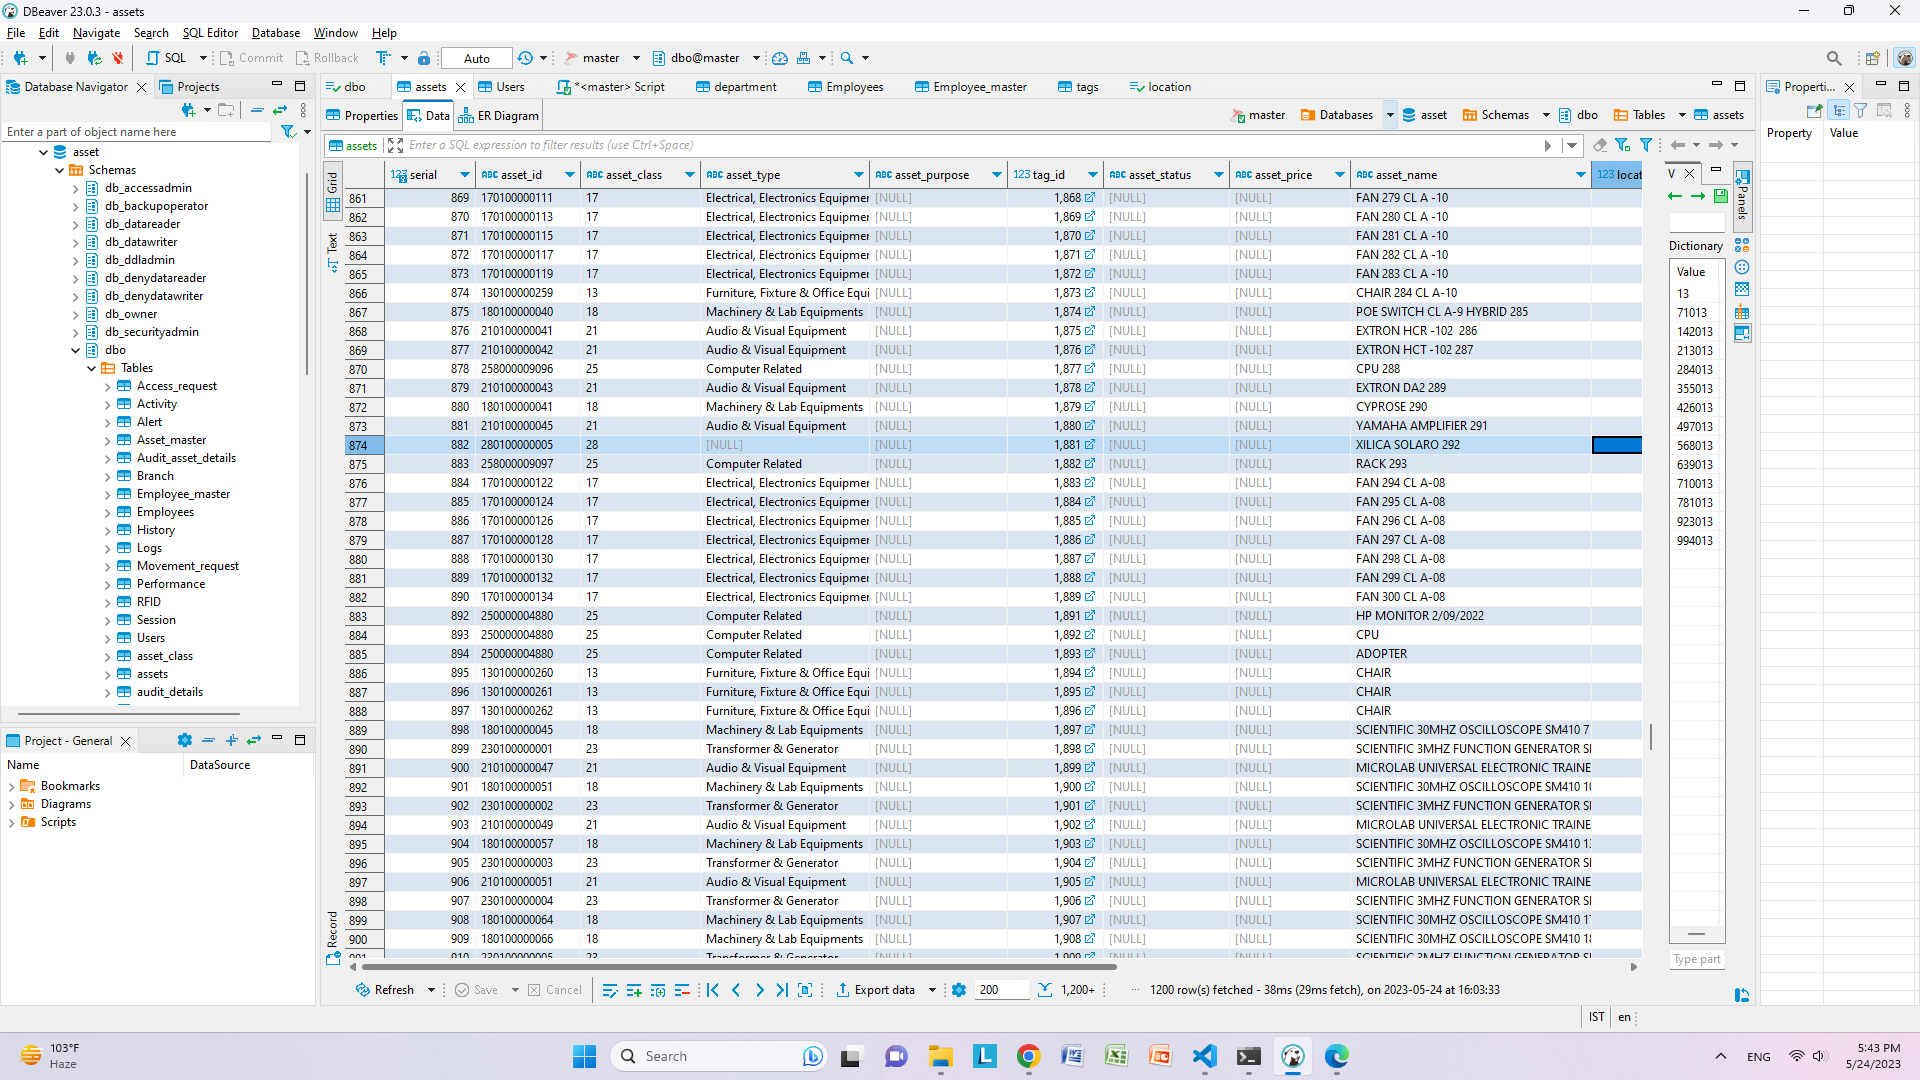 DBeaver 23.0.3 - assets
File Edit Navigate Search SQL Editor Database Window Help
SQL Commit Rollback Auto master dbo@master
Database Navigator Projects
Enter a part of object name here
asset
Schemas
db_accessadmin
db_backupoperator
db_datareader
db_datawriter
db_ddladmin
db_denydatareader
db_denydatawriter
db_owner
db_securityadmin
dbo
Tables
Access_request
Activity
Alert
Asset_master
Audit_asset_details
Branch
Employee_master
Employees
History
Logs
Movement_request
Performance
RFID
Session
Users
asset_class
assets
audit_details
Project - General
Name DataSource
Bookmarks
Diagrams
Scripts
dbo assets Users *<master> Script department Employees Employee_master tags location
Properties Data ER Diagram
master Databases asset Schemas dbo Tables assets
assets Enter a SQL expression to filter results (use Ctrl+Space)
Grid
Text
Record
123 serial ABC asset_id ABC asset_class ABC asset_type ABC asset_purpose 123 tag_id ABC asset_status ABC asset_price ABC asset_name 123 locat
861 869 170100000111 17 Electrical, Electronics Equipmer [NULL] 1,868 [NULL] [NULL] FAN 279 CL A -10
862 870 170100000113 17 Electrical, Electronics Equipmer [NULL] 1,869 [NULL] [NULL] FAN 280 CL A -10
863 871 170100000115 17 Electrical, Electronics Equipmer [NULL] 1,870 [NULL] [NULL] FAN 281 CL A -10
864 872 170100000117 17 Electrical, Electronics Equipmer [NULL] 1,871 [NULL] [NULL] FAN 282 CL A -10
865 873 170100000119 17 Electrical, Electronics Equipmer [NULL] 1,872 [NULL] [NULL] FAN 283 CL A -10
866 874 130100000259 13 Furniture, Fixture & Office Equi [NULL] 1,873 [NULL] [NULL] CHAIR 284 CL A-10
867 875 180100000040 18 Machinery & Lab Equipments [NULL] 1,874 [NULL] [NULL] POE SWITCH CL A-9 HYBRID 285
868 876 210100000041 21 Audio & Visual Equipment [NULL] 1,875 [NULL] [NULL] EXTRON HCR -102 286
869 877 210100000042 21 Audio & Visual Equipment [NULL] 1,876 [NULL] [NULL] EXTRON HCT -102 287
870 878 258000009096 25 Computer Related [NULL] 1,877 [NULL] [NULL] CPU 288
871 879 210100000043 21 Audio & Visual Equipment [NULL] 1,878 [NULL] [NULL] EXTRON DA2 289
872 880 180100000041 18 Machinery & Lab Equipments [NULL] 1,879 [NULL] [NULL] CYPROSE 290
873 881 210100000045 21 Audio & Visual Equipment [NULL] 1,880 [NULL] [NULL] YAMAHA AMPLIFIER 291
874 882 280100000005 28 [NULL] [NULL] 1,881 [NULL] [NULL] XILICA SOLARO 292
875 883 258000009097 25 Computer Related [NULL] 1,882 [NULL] [NULL] RACK 293
876 884 170100000122 17 Electrical, Electronics Equipmer [NULL] 1,883 [NULL] [NULL] FAN 294 CL A-08
877 885 170100000124 17 Electrical, Electronics Equipmer [NULL] 1,884 [NULL] [NULL] FAN 295 CL A-08
878 886 170100000126 17 Electrical, Electronics Equipmer [NULL] 1,885 [NULL] [NULL] FAN 296 CL A-08
879 887 170100000128 17 Electrical, Electronics Equipmer [NULL] 1,886 [NULL] [NULL] FAN 297 CL A-08
880 888 170100000130 17 Electrical, Electronics Equipmer [NULL] 1,887 [NULL] [NULL] FAN 298 CL A-08
881 889 170100000132 17 Electrical, Electronics Equipmer [NULL] 1,888 [NULL] [NULL] FAN 299 CL A-08
882 890 170100000134 17 Electrical, Electronics Equipmer [NULL] 1,889 [NULL] [NULL] FAN 300 CL A-08
883 892 250000004880 25 Computer Related [NULL] 1,891 [NULL] [NULL] HP MONITOR 2/09/2022
884 893 250000004880 25 Computer Related [NULL] 1,892 [NULL] [NULL] CPU
885 894 250000004880 25 Computer Related [NULL] 1,893 [NULL] [NULL] ADOPTER
886 895 130100000260 13 Furniture, Fixture & Office Equi [NULL] 1,894 [NULL] [NULL] CHAIR
887 896 130100000261 13 Furniture, Fixture & Office Equi [NULL] 1,895 [NULL] [NULL] CHAIR
888 897 130100000262 13 Furniture, Fixture & Office Equi [NULL] 1,896 [NULL] [NULL] CHAIR
889 898 180100000045 18 Machinery & Lab Equipments [NULL] 1,897 [NULL] [NULL] SCIENTIFIC 30MHZ OSCILLOSCOPE SM410 7
890 899 230100000001 23 Transformer & Generator [NULL] 1,898 [NULL] [NULL] SCIENTIFIC 3MHZ FUNCTION GENERATOR SI
891 900 210100000047 21 Audio & Visual Equipment [NULL] 1,899 [NULL] [NULL] MICROLAB UNIVERSAL ELECTRONIC TRAINE
892 901 180100000051 18 Machinery & Lab Equipments [NULL] 1,900 [NULL] [NULL] SCIENTIFIC 30MHZ OSCILLOSCOPE SM410 10
893 902 230100000002 23 Transformer & Generator [NULL] 1,901 [NULL] [NULL] SCIENTIFIC 3MHZ FUNCTION GENERATOR SI
894 903 210100000049 21 Audio & Visual Equipment [NULL] 1,902 [NULL] [NULL] MICROLAB UNIVERSAL ELECTRONIC TRAINE
895 904 180100000057 18 Machinery & Lab Equipments [NULL] 1,903 [NULL] [NULL] SCIENTIFIC 30MHZ OSCILLOSCOPE SM410 13
896 905 230100000003 23 Transformer & Generator [NULL] 1,904 [NULL] [NULL] SCIENTIFIC 3MHZ FUNCTION GENERATOR SI
897 906 210100000051 21 Audio & Visual Equipment [NULL] 1,905 [NULL] [NULL] MICROLAB UNIVERSAL ELECTRONIC TRAINE
898 907 230100000004 23 Transformer & Generator [NULL] 1,906 [NULL] [NULL] SCIENTIFIC 3MHZ FUNCTION GENERATOR SI
899 908 180100000064 18 Machinery & Lab Equipments [NULL] 1,907 [NULL] [NULL] SCIENTIFIC 30MHZ OSCILLOSCOPE SM410 17
900 909 180100000066 18 Machinery & Lab Equipments [NULL] 1,908 [NULL] [NULL] SCIENTIFIC 30MHZ OSCILLOSCOPE SM410 18
Refresh Save Cancel Export data 200 1,200+ 1200 row(s) fetched - 38ms (29ms fetch), on 2023-05-24 at 16:03:33
V
Panels
Dictionary
Value
13
71013
142013
213013
284013
355013
426013
497013
568013
639013
710013
781013
923013
994013
Type part
Properti...
Property Value
IST en
103°F
Haze
Search
ENG
5:43 PM
5/24/2023